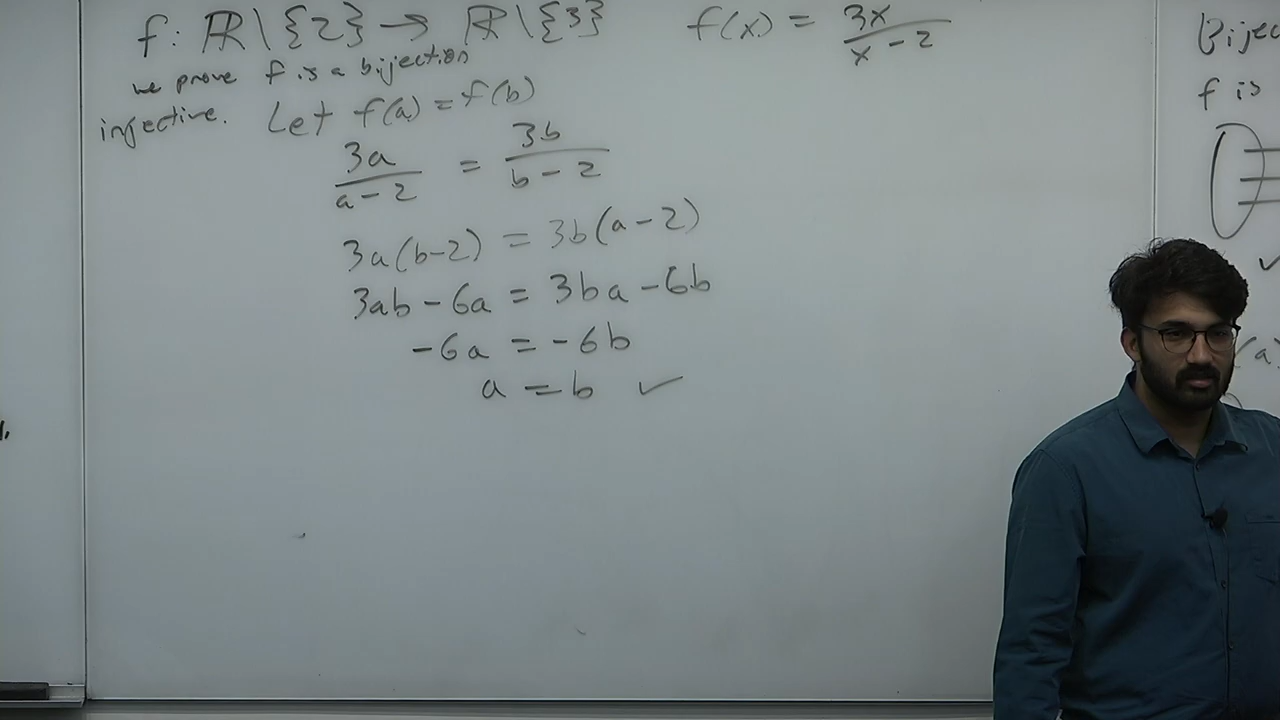 f: ℝ\{2} → ℝ\{3} f(x) = 3x/(x-2)
we prove f is a bijection
injective. Let f(a) = f(b)
3a/(a-2) = 3b/(b-2)
3a(b-2) = 3b(a-2)
3ab - 6a = 3ba - 6b
-6a = -6b
a = b ✓
f is